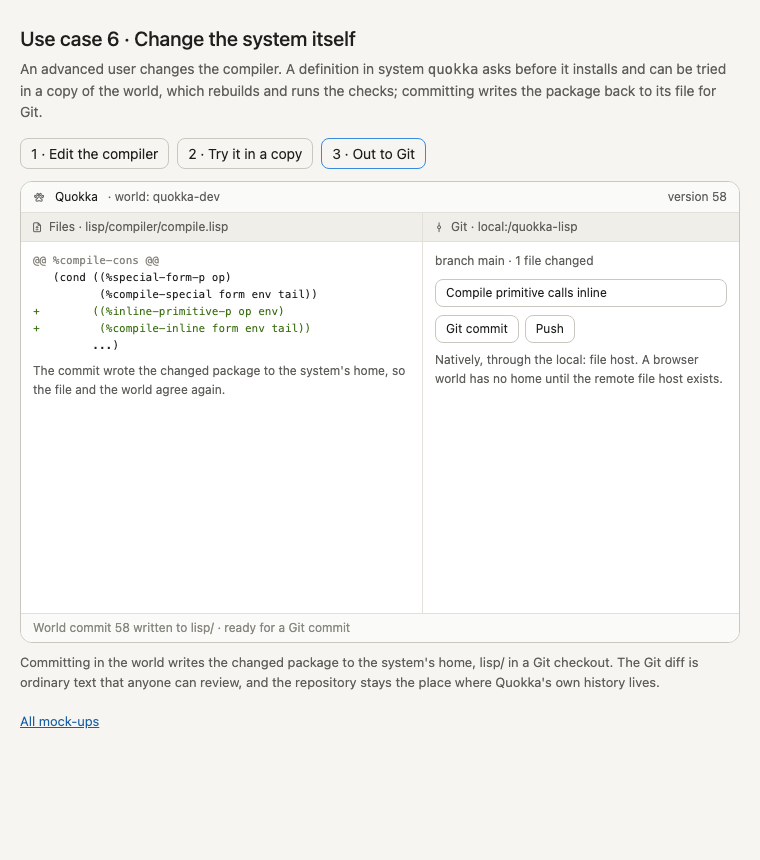 Use case 6 · Change the system itself
An advanced user changes the compiler. A definition in system quokka asks before it installs and can be tried
in a copy of the world, which rebuilds and runs the checks; committing writes the package back to its file for
Git.
1 · Edit the compiler
2 · Try it in a copy
3 · Out to Git
Quokka · world: quokka-dev
version 58
Files · lisp/compiler/compile.lisp
@@ %compile-cons @@
(cond ((%special-form-p op)
(%compile-special form env tail))
+ ((%inline-primitive-p op env)
+ (%compile-inline form env tail))
...)
The commit wrote the changed package to the system's home, so
the file and the world agree again.
Git · local:/quokka-lisp
branch main · 1 file changed
Compile primitive calls inline
Git commit
Push
Natively, through the local: file host. A browser
world has no home until the remote file host exists.
World commit 58 written to lisp/ · ready for a Git commit
Committing in the world writes the changed package to the system's home, lisp/ in a Git checkout. The Git diff is
ordinary text that anyone can review, and the repository stays the place where Quokka's own history lives.
All mock-ups